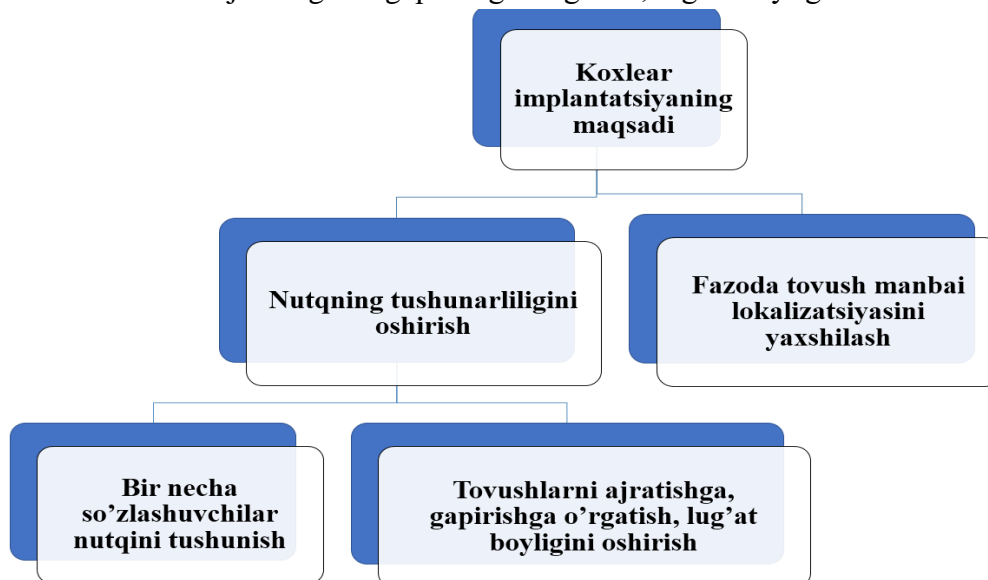 Koxlear
implantatsiyaning
maqsadi
Nutqning tushunarliligini
oshirish
Fazoda tovush manbai
lokalizatsiyasini
yaxshilash
Bir necha
so’zlashuvchilar
nutqini tushunish
Tovushlarni ajratishga,
gapirishga o’rgatish, lug’at
boyligini oshirish